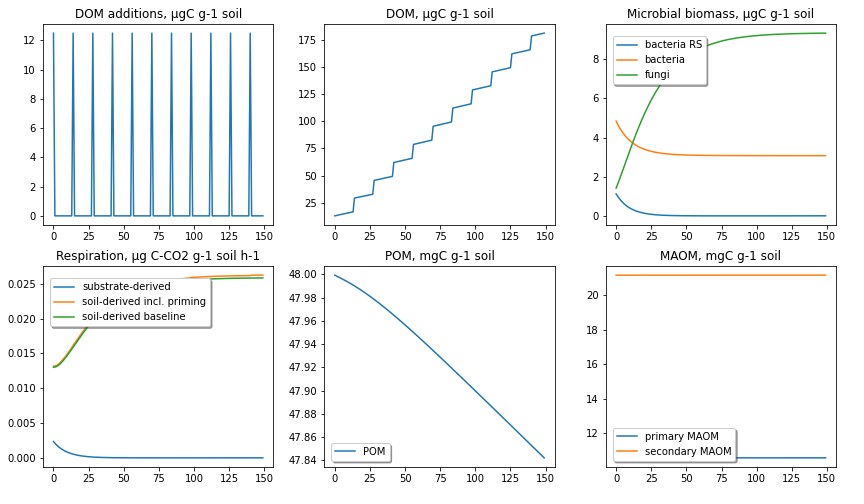 DOM additions, µgC g-1 soil
12
10
8
6
4
2
0
0 25 50 75 100 125 150
DOM, µgC g-1 soil
175
150
125
100
75
50
25
0 25 50 75 100 125 150
Microbial biomass, µgC g-1 soil
8
6
4
2
0
bacteria RS
bacteria
fungi
0 25 50 75 100 125 150
Respiration, µg C-CO2 g-1 soil h-1
0.025
0.020
0.015
0.010
0.005
0.000
substrate-derived
soil-derived incl. priming
soil-derived baseline
0 25 50 75 100 125 150
POM, mgC g-1 soil
48.00
47.98
47.96
47.94
47.92
47.90
47.88
47.86
47.84
POM
0 25 50 75 100 125 150
MAOM, mgC g-1 soil
20
18
16
14
12
primary MAOM
secondary MAOM
0 25 50 75 100 125 150